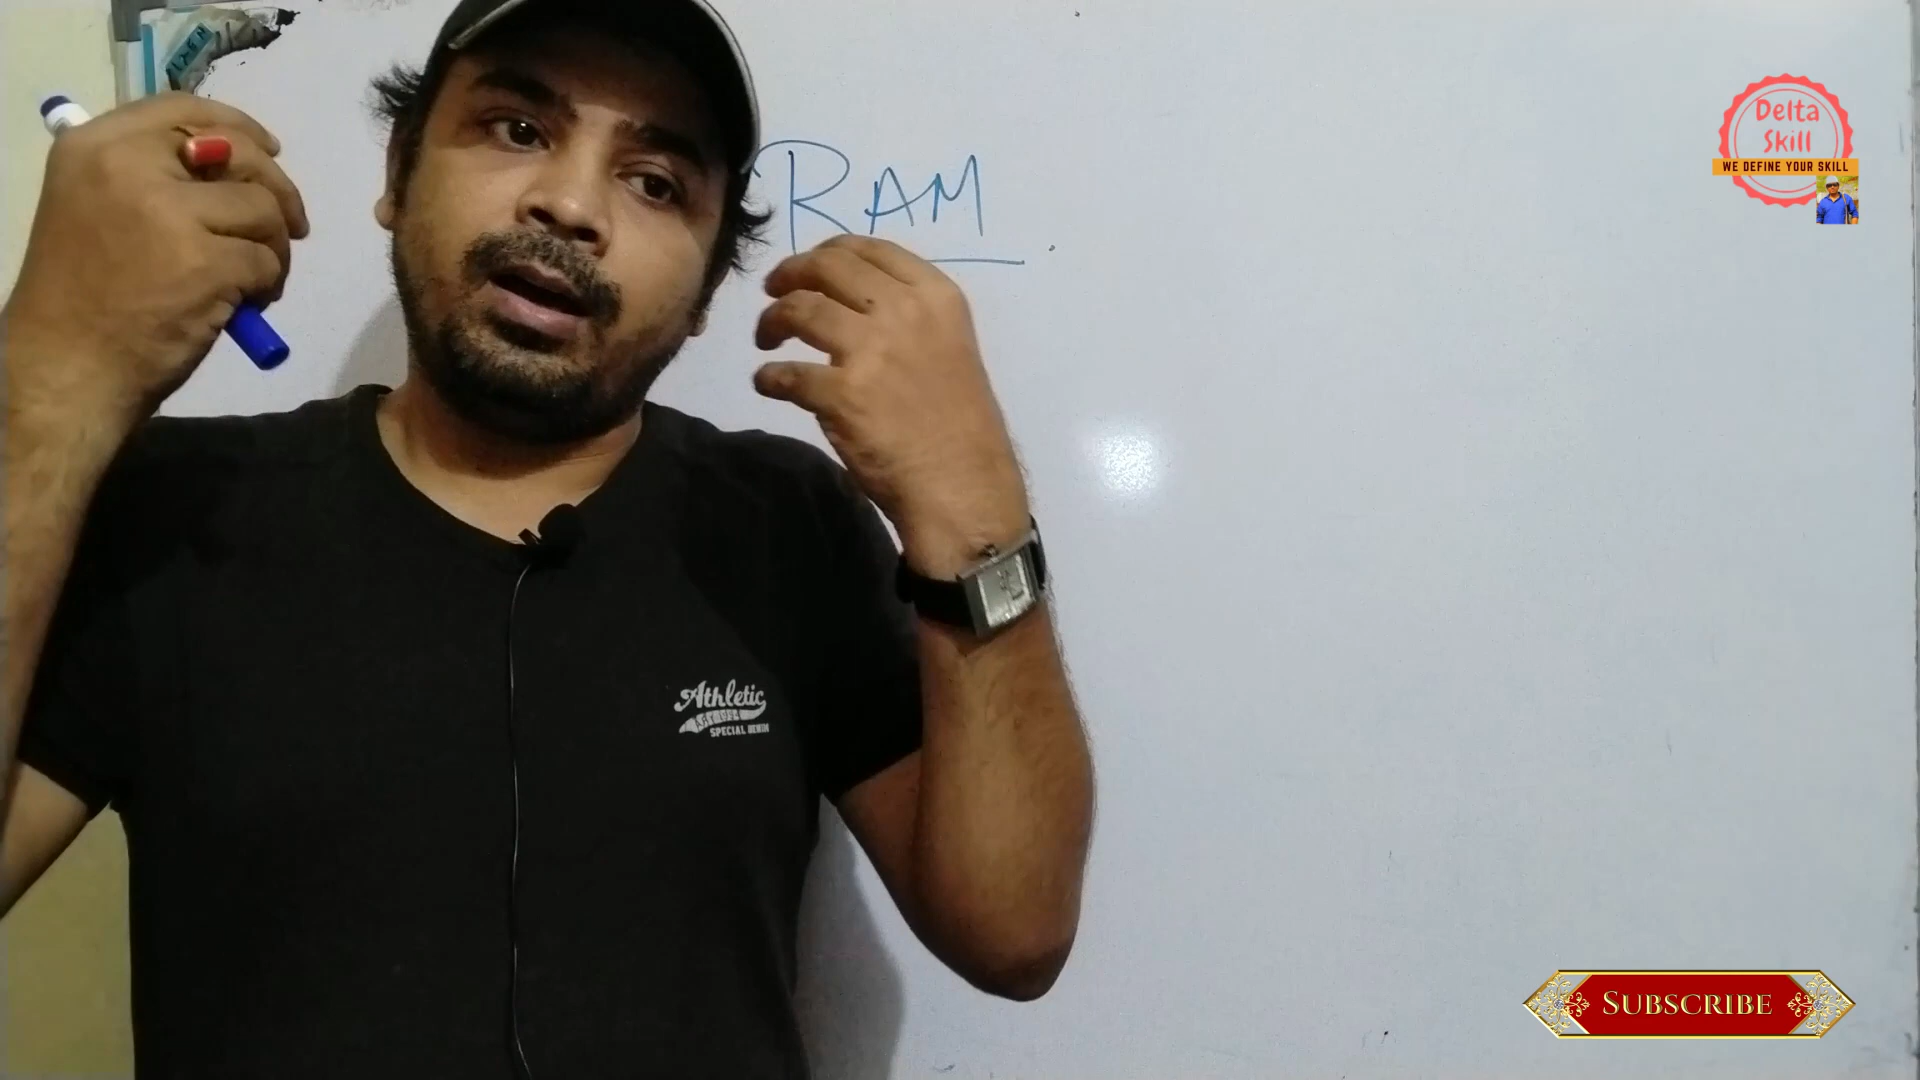 RAM
Delta
Skill
WE DEFINE YOUR SKILL
Athletic
SPECIAL DENIM
SUBSCRIBE